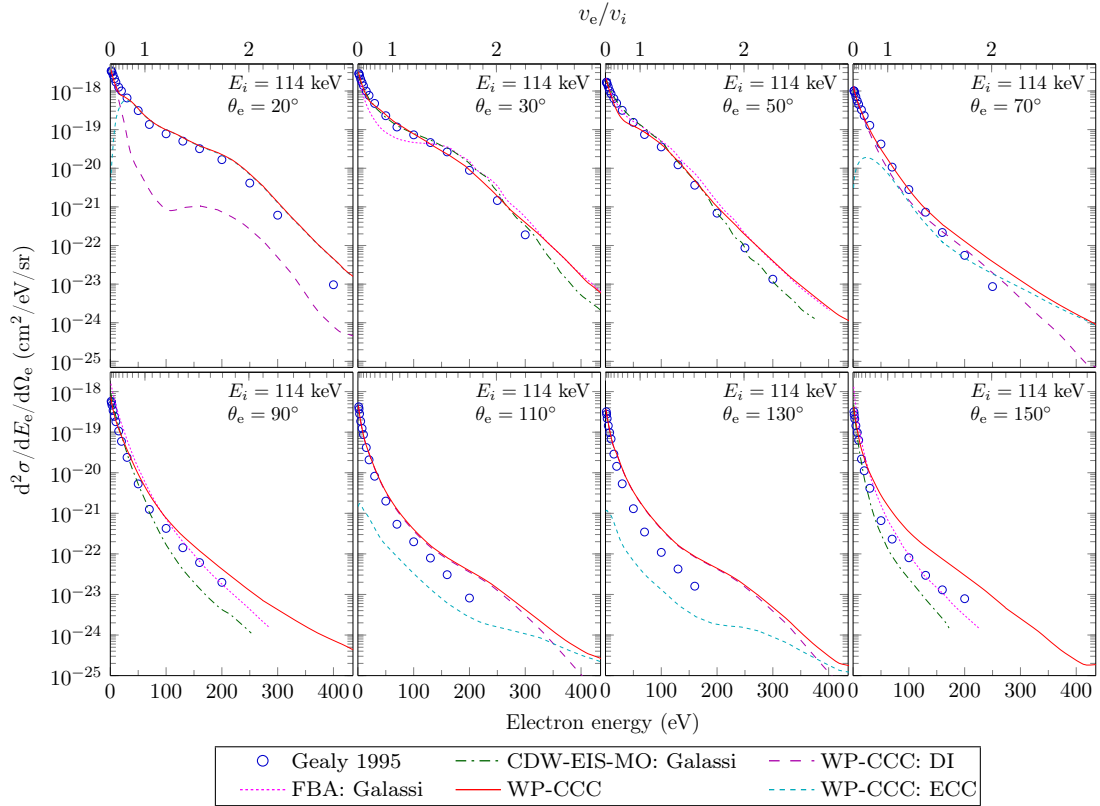 v_e/v_i
0 1 2 0 1 2 0 1 2 0 1 2
E_i = 114 keV E_i = 114 keV E_i = 114 keV E_i = 114 keV
θ_e = 20° θ_e = 30° θ_e = 50° θ_e = 70°
10^−18
10^−19
10^−20
10^−21
10^−22
10^−23
10^−24
10^−25
d²σ/dE_e/dΩ_e (cm²/eV/sr)
E_i = 114 keV E_i = 114 keV E_i = 114 keV E_i = 114 keV
θ_e = 90° θ_e = 110° θ_e = 130° θ_e = 150°
10^−18
10^−19
10^−20
10^−21
10^−22
10^−23
10^−24
10^−25
0 100 200 300 400 0 100 200 300 400 0 100 200 300 400 0 100 200 300 400
Electron energy (eV)
Gealy 1995 CDW-EIS-MO: Galassi WP-CCC: DI
FBA: Galassi WP-CCC WP-CCC: ECC